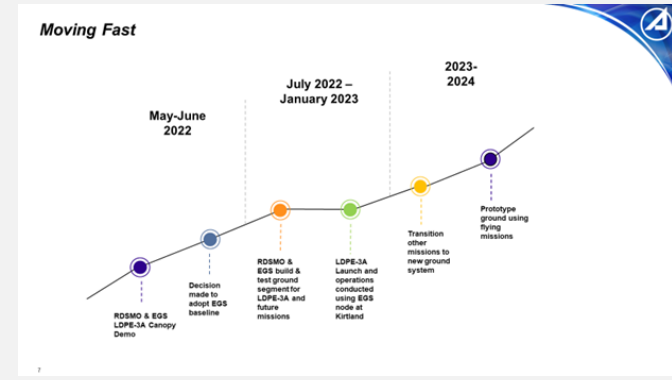 Moving Fast
May-June
2022
July 2022 –
January 2023
2023-
2024
RDSMO & EGS
LDPE-3A Canopy
Demo
Decision
made to
adopt EGS
baseline
RDSMO &
EGS build &
test ground
segment for
LDPE-3A and
future
missions
LDPE-3A
Launch and
operations
conducted
using EGS
node at
Kirtland
Transition
other
missions to
new ground
system
Prototype
ground using
flying
missions
7